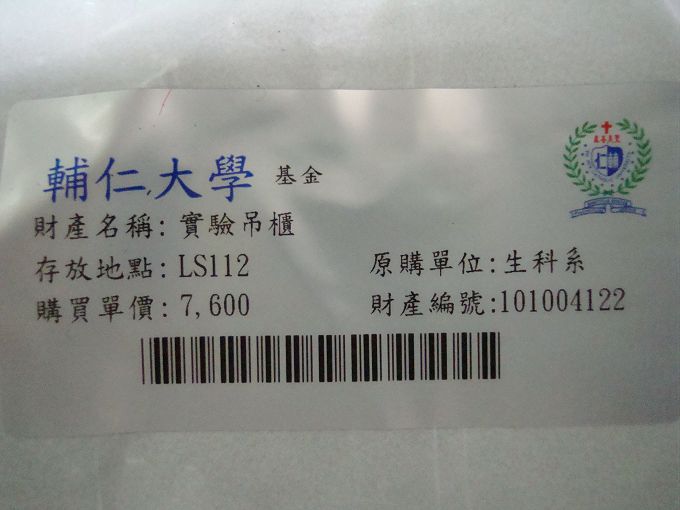 輔仁大學 基金
財產名稱：實驗吊櫃
存放地點：LS112 原購單位：生科系
購買單價：7,600 財產編號：101004122